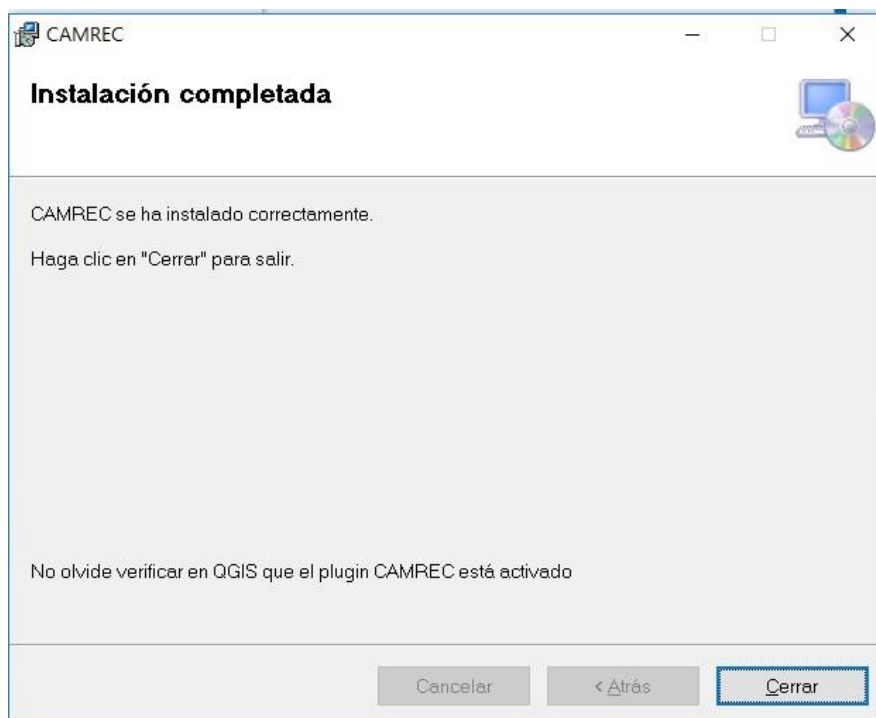 CAMREC
Instalación completada
CAMREC se ha instalado correctamente.
Haga clic en "Cerrar" para salir.
No olvide verificar en QGIS que el plugin CAMREC está activado
Cancelar
< Atrás
Cerrar